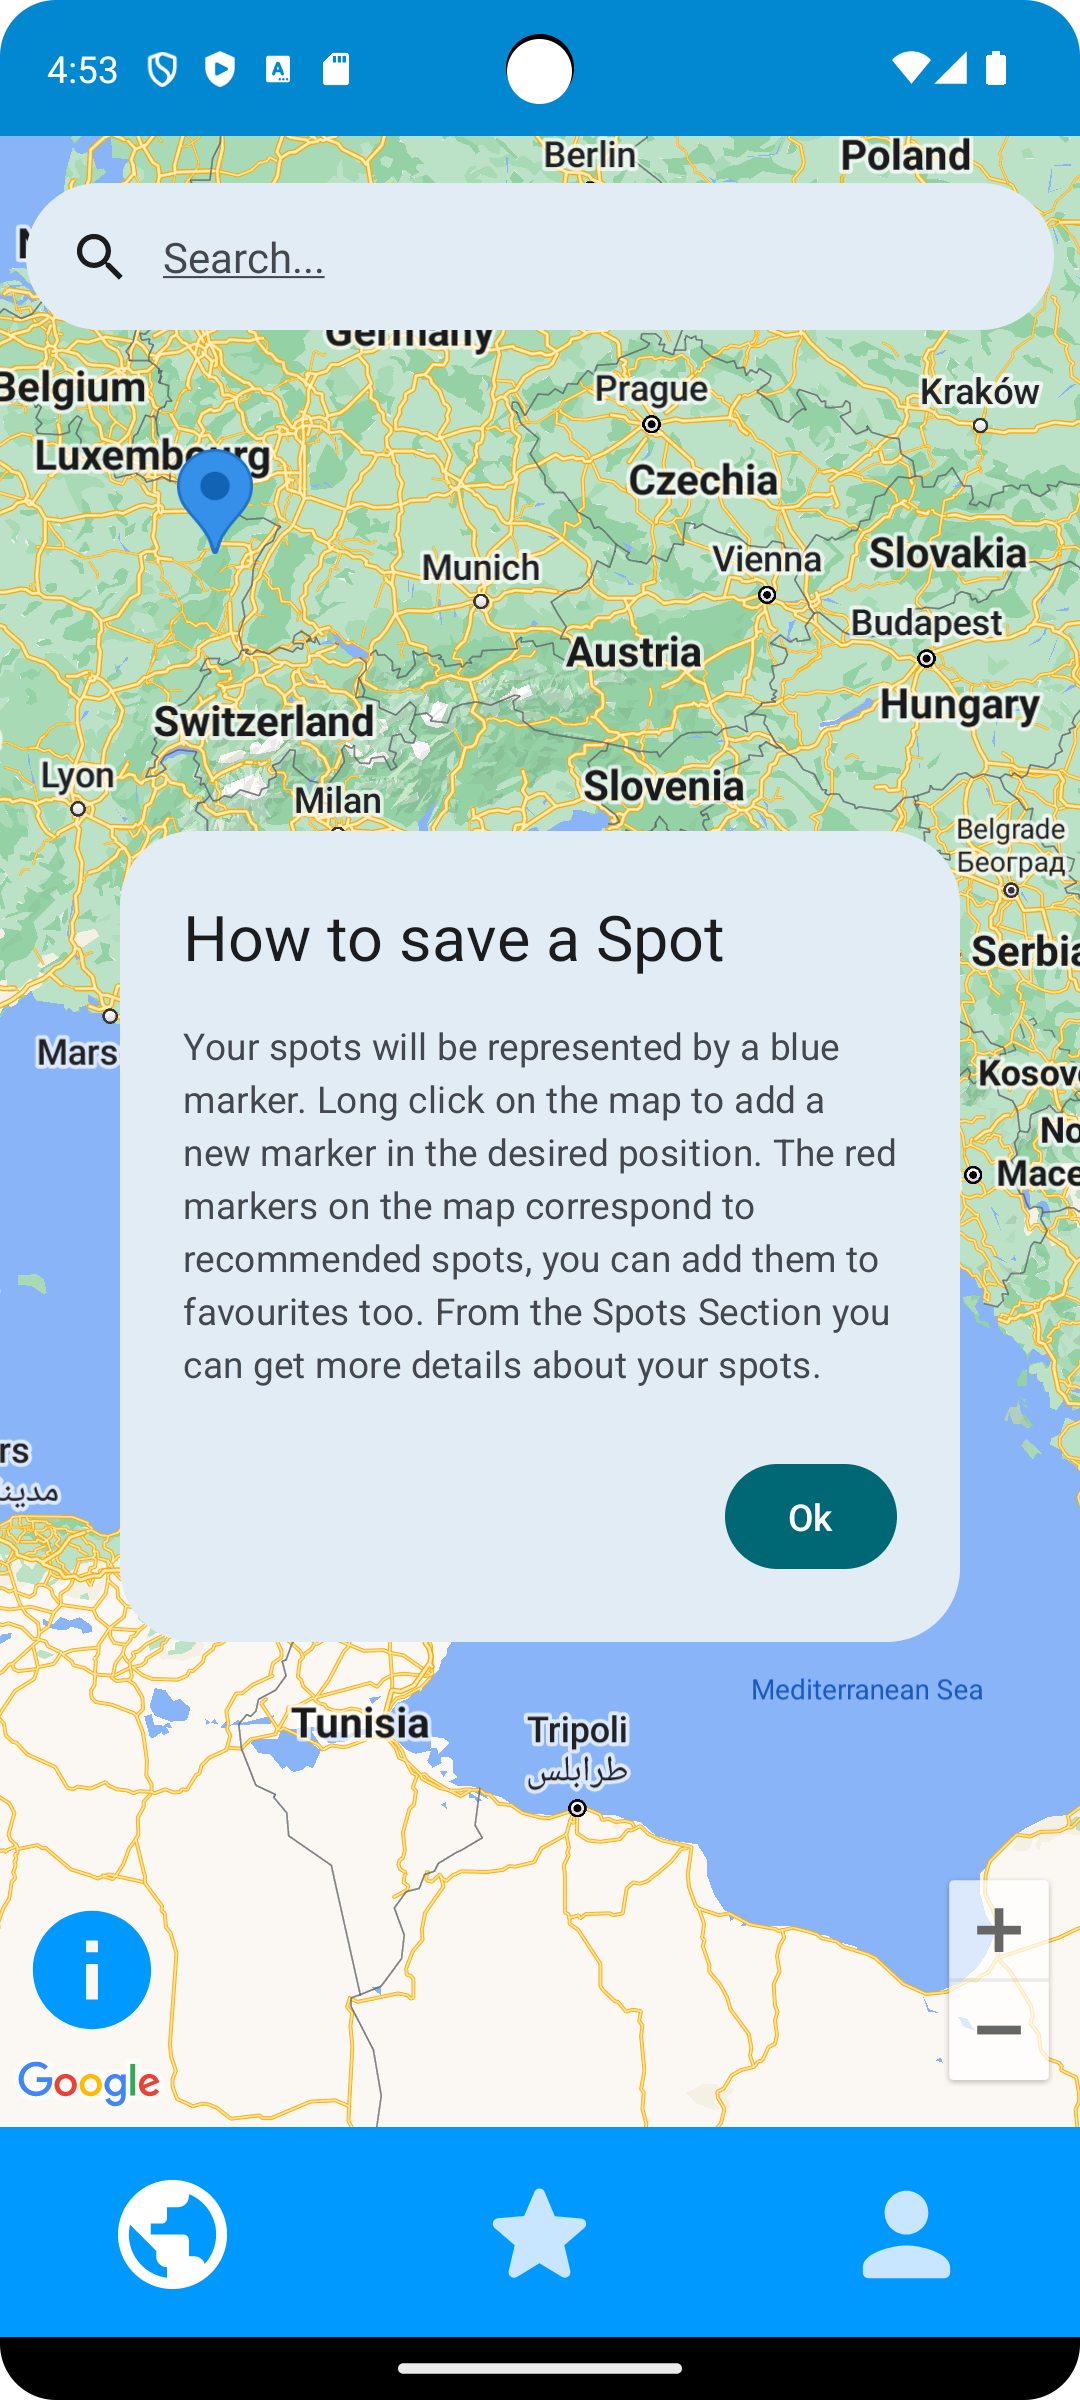 4:53
Berlin
Poland
Search...
Germany
Belgium
Prague
Kraków
Luxembourg
Czechia
Munich
Vienna
Slovakia
Budapest
Austria
Hungary
Switzerland
Lyon
Milan
Slovenia
Belgrade
Београд
How to save a Spot
Serbia
Your spots will be represented by a blue
marker. Long click on the map to add a
new marker in the desired position. The red
markers on the map correspond to
recommended spots, you can add them to
favourites too. From the Spots Section you
can get more details about your spots.
Mars
Kosov
No
Mace
rs
مدينة
Ok
Mediterranean Sea
Tunisia
Tripoli
طرابلس
Google